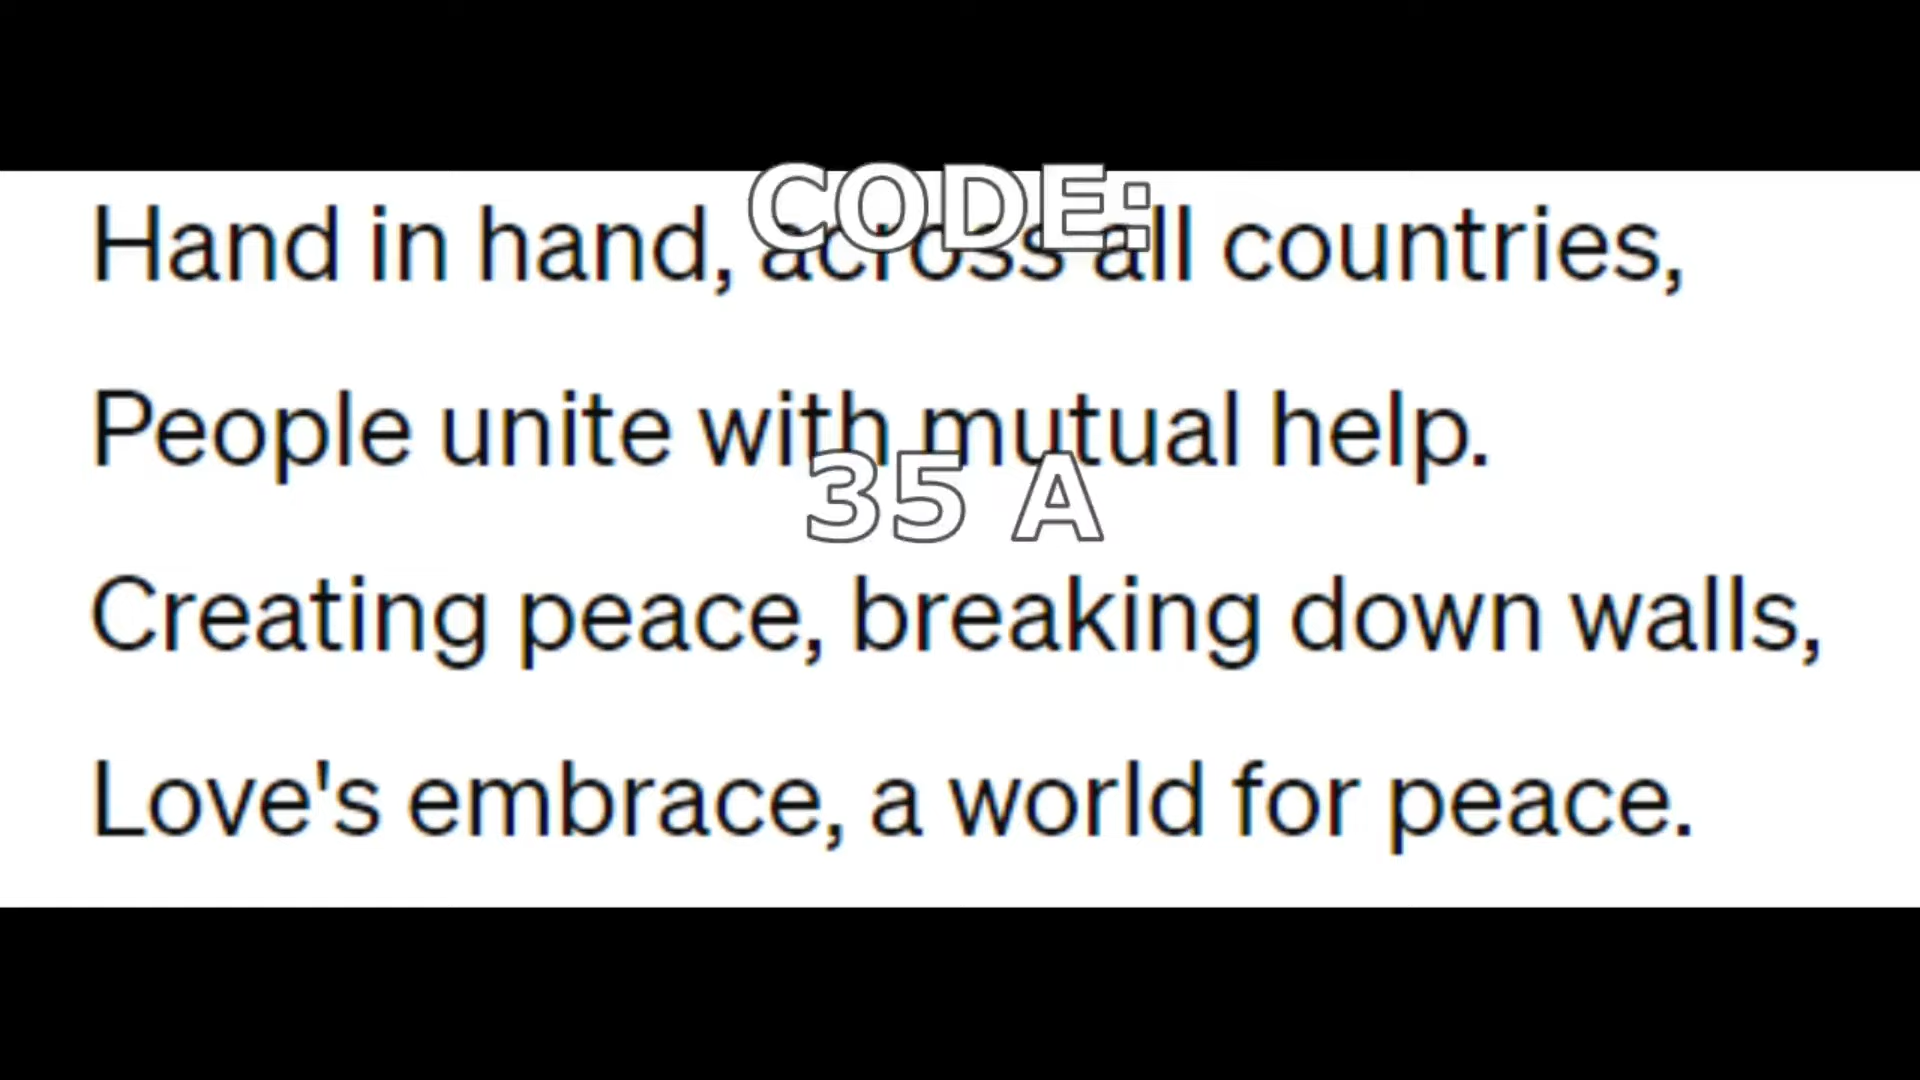 CODE:
Hand in hand, across all countries,
People unite with mutual help.
35 A
Creating peace, breaking down walls,
Love's embrace, a world for peace.